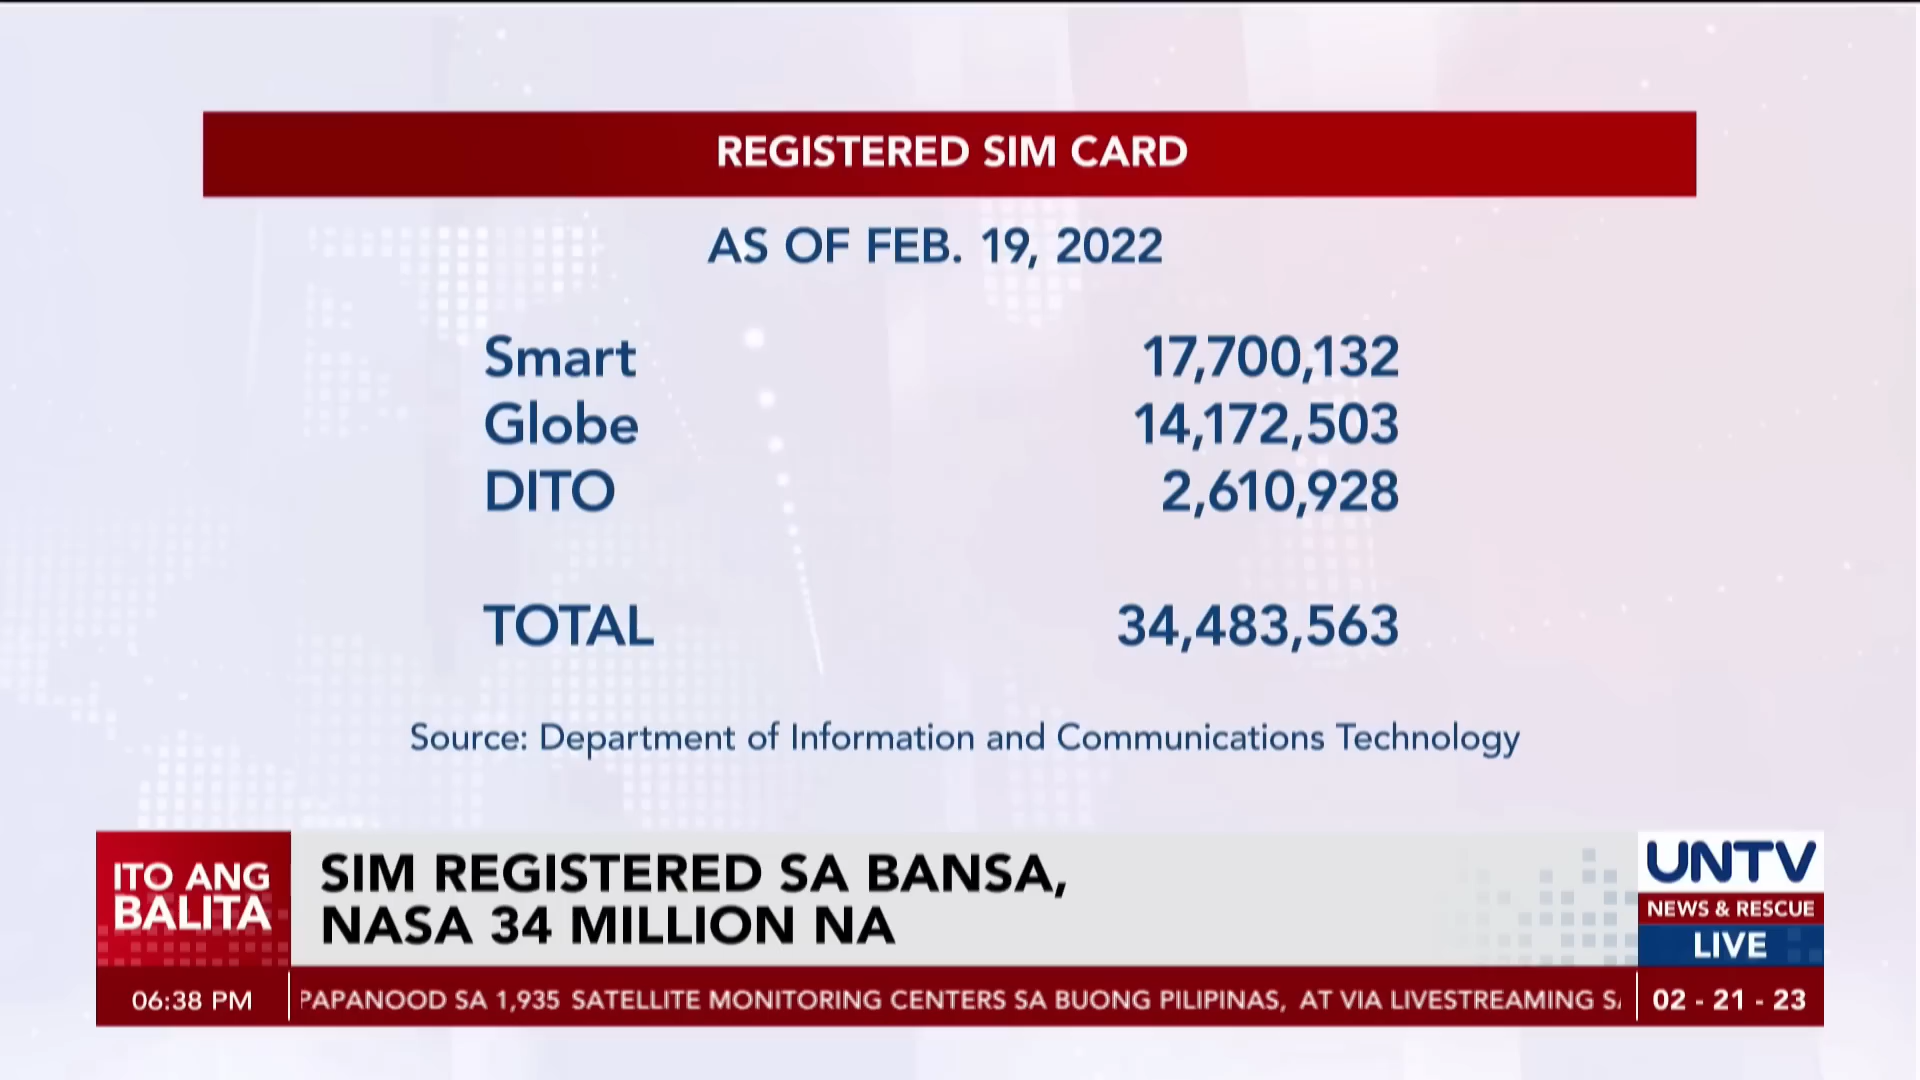 REGISTERED SIM CARD
AS OF FEB. 19, 2022
Smart 17,700,132
Globe 14,172,503
DITO 2,610,928
TOTAL 34,483,563
Source: Department of Information and Communications Technology
ITO ANG
BALITA
SIM REGISTERED SA BANSA,
NASA 34 MILLION NA
UNTV
NEWS & RESCUE
LIVE
06:38 PM
PAPANOOD SA 1,935 SATELLITE MONITORING CENTERS SA BUONG PILIPINAS, AT VIA LIVESTREAMING
02 - 21 - 23